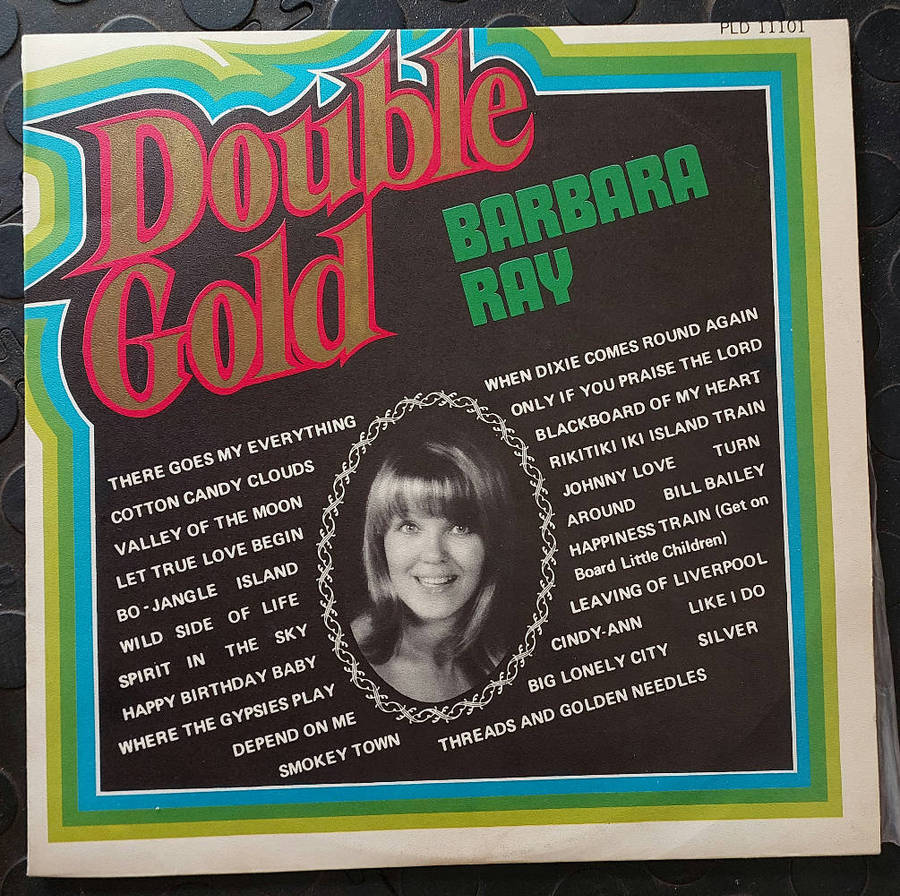 PLD 11101
Double
Gold
BARBARA
RAY
THERE GOES MY EVERYTHING
COTTON CANDY CLOUDS
VALLEY OF THE MOON
LET TRUE LOVE BEGIN
BO-JANGLE ISLAND
WILD SIDE OF LIFE
SPIRiT IN THE SKY
HAPPY BIRTHDAY BABY
WHERE THE GYPSIES PLAY
DEPEND ON ME
SMOKEY TOWN
WHEN DIXIE COMES ROUND AGAIN
ONLY IF YOU PRAISE THE LORD
BLACKBOARD OF MY HEART
RIKITIKI IKI ISLAND TRAIN
JOHNNY LOVE TURN
AROUND BILL BAILEY
HAPPINESS TRAIN (Get on
Board Little Children)
LEAVING OF LIVERPOOL
CINDY-ANN LIKE I DO
BIG LONELY CITY SILVER
THREADS AND GOLDEN NEEDLES